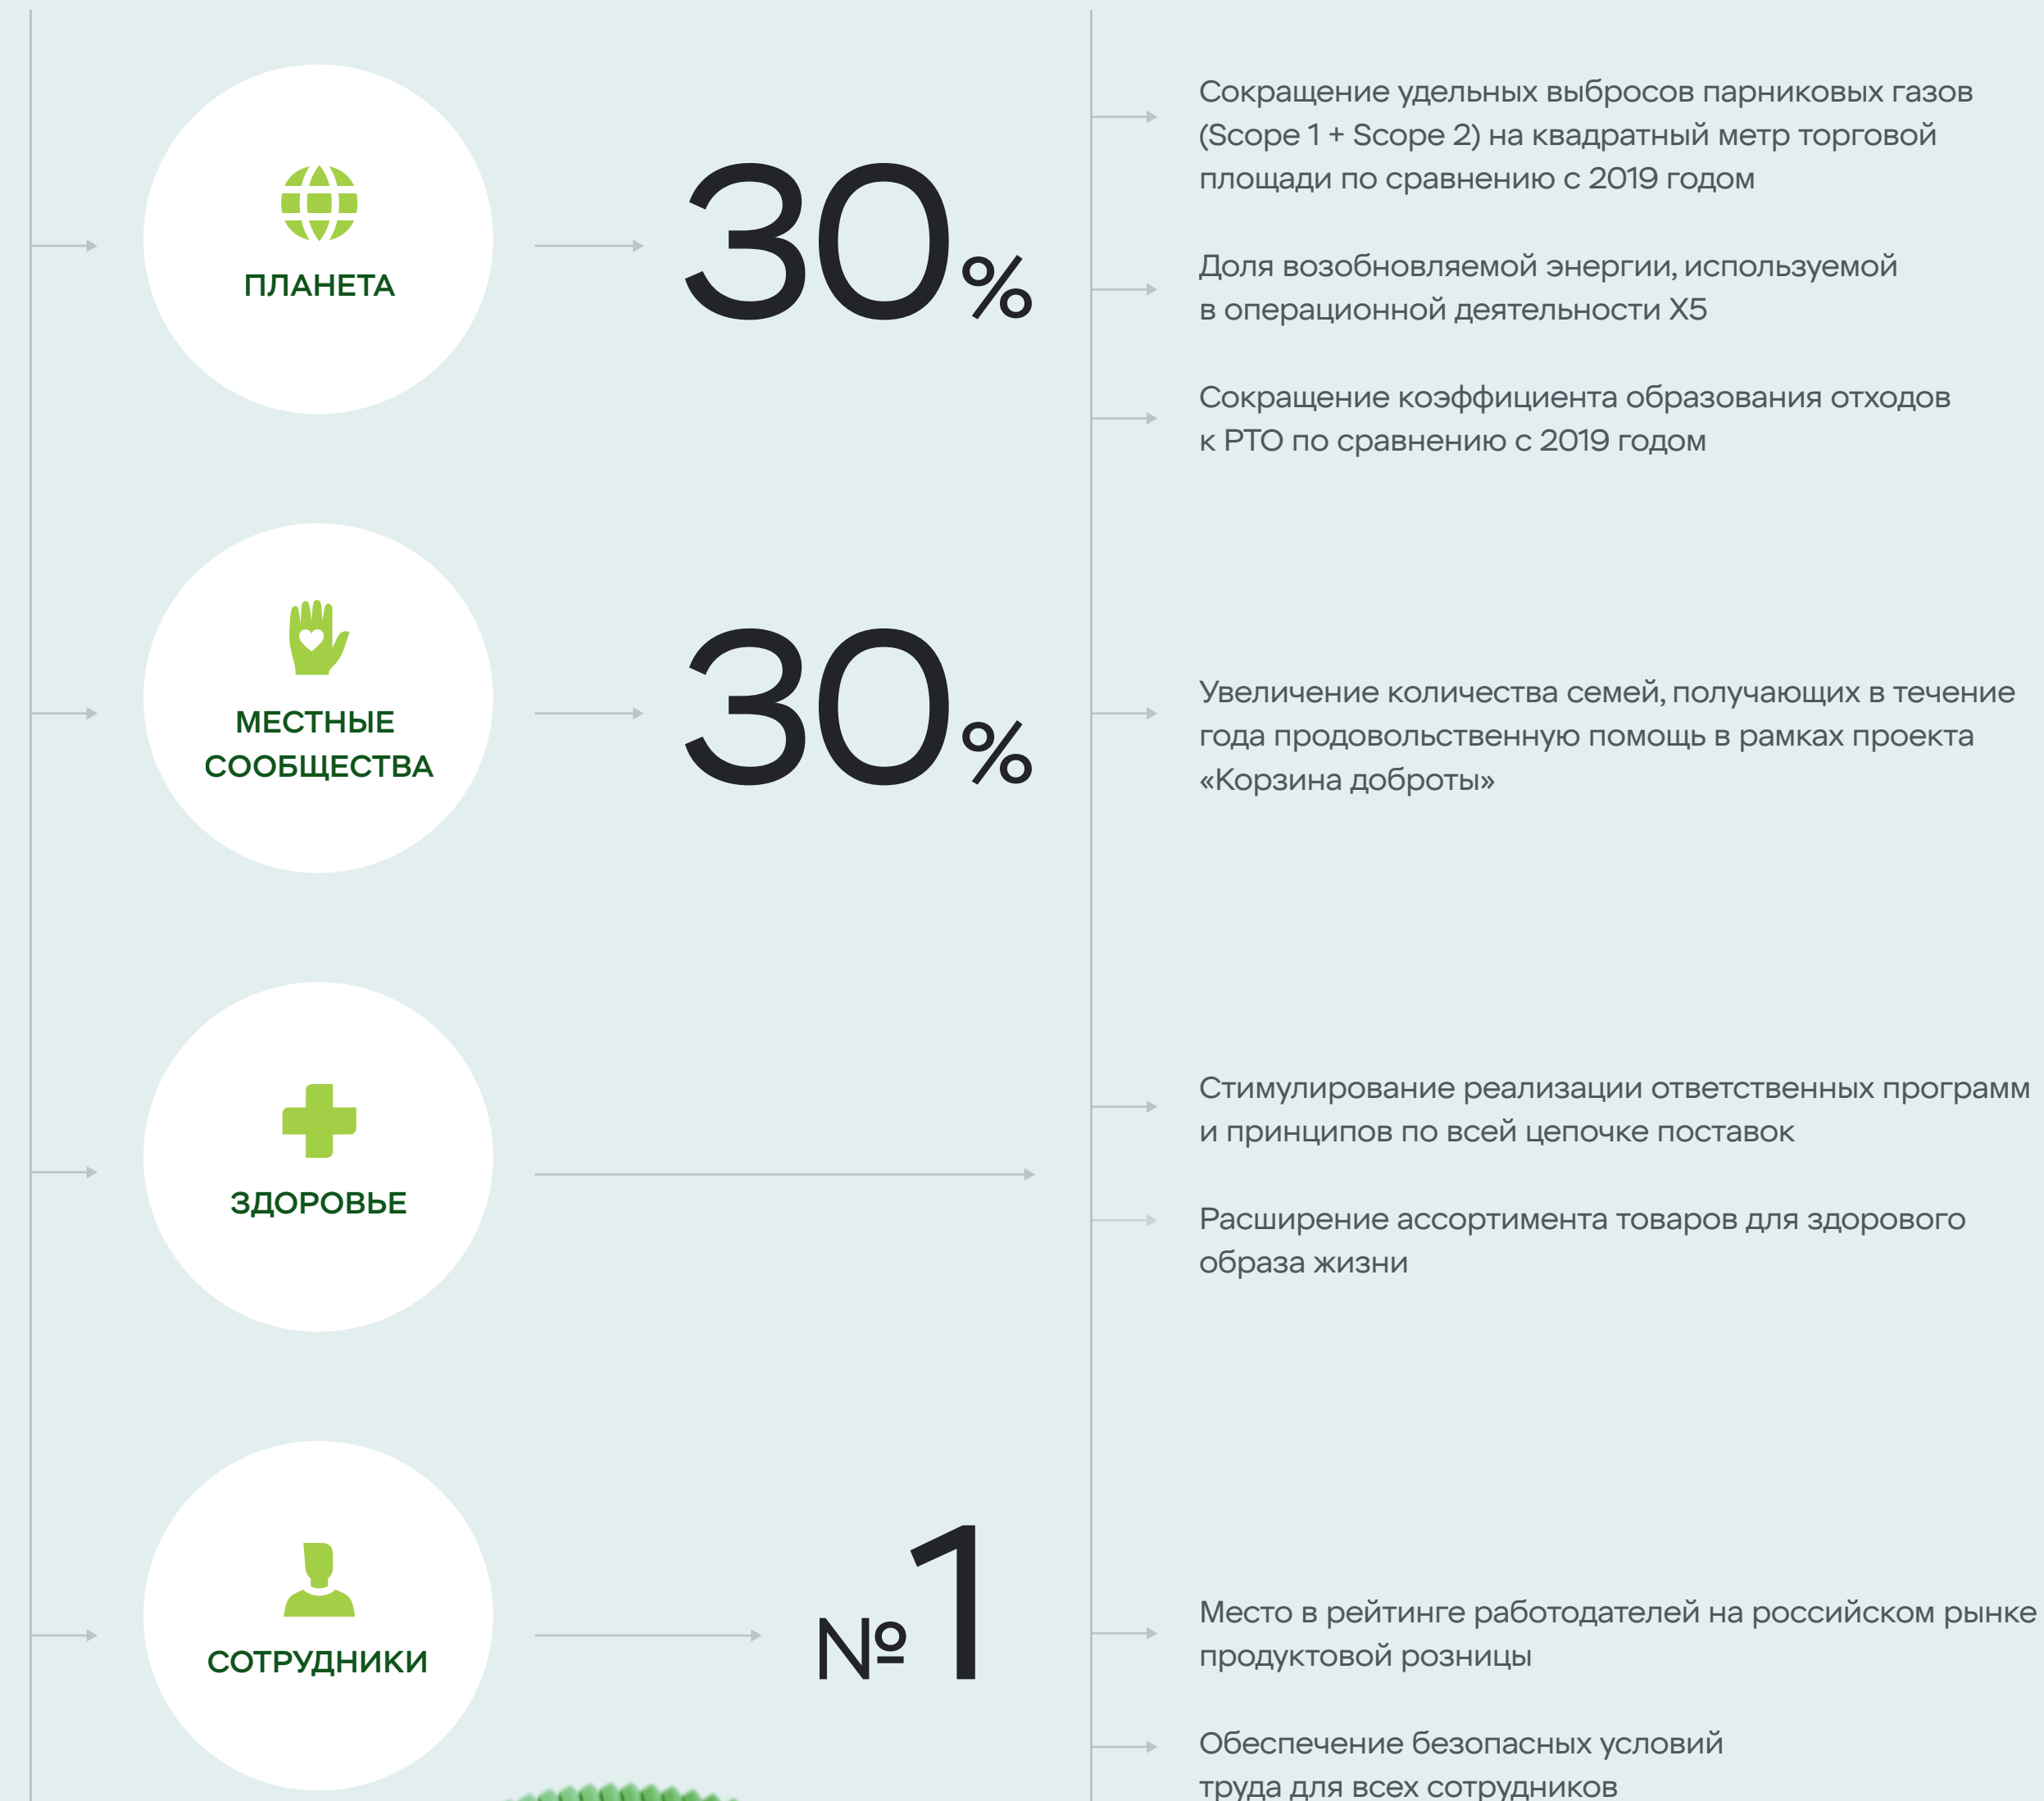 ПЛАНЕТА
30%
Сокращение удельных выбросов парниковых газов
(Scope 1 + Scope 2) на квадратный метр торговой
площади по сравнению с 2019 годом
Доля возобновляемой энергии, используемой
в операционной деятельности X5
Сокращение коэффициента образования отходов
к РТО по сравнению с 2019 годом
МЕСТНЫЕ
СООБЩЕСТВА
30%
Увеличение количества семей, получающих в течение
года продовольственную помощь в рамках проекта
«Корзина доброты»
ЗДОРОВЬЕ
Стимулирование реализации ответственных программ
и принципов по всей цепочке поставок
Расширение ассортимента товаров для здорового
образа жизни
СОТРУДНИКИ
№1
Место в рейтинге работодателей на российском рынке
продуктовой розницы
Обеспечение безопасных условий
труда для всех сотрудников